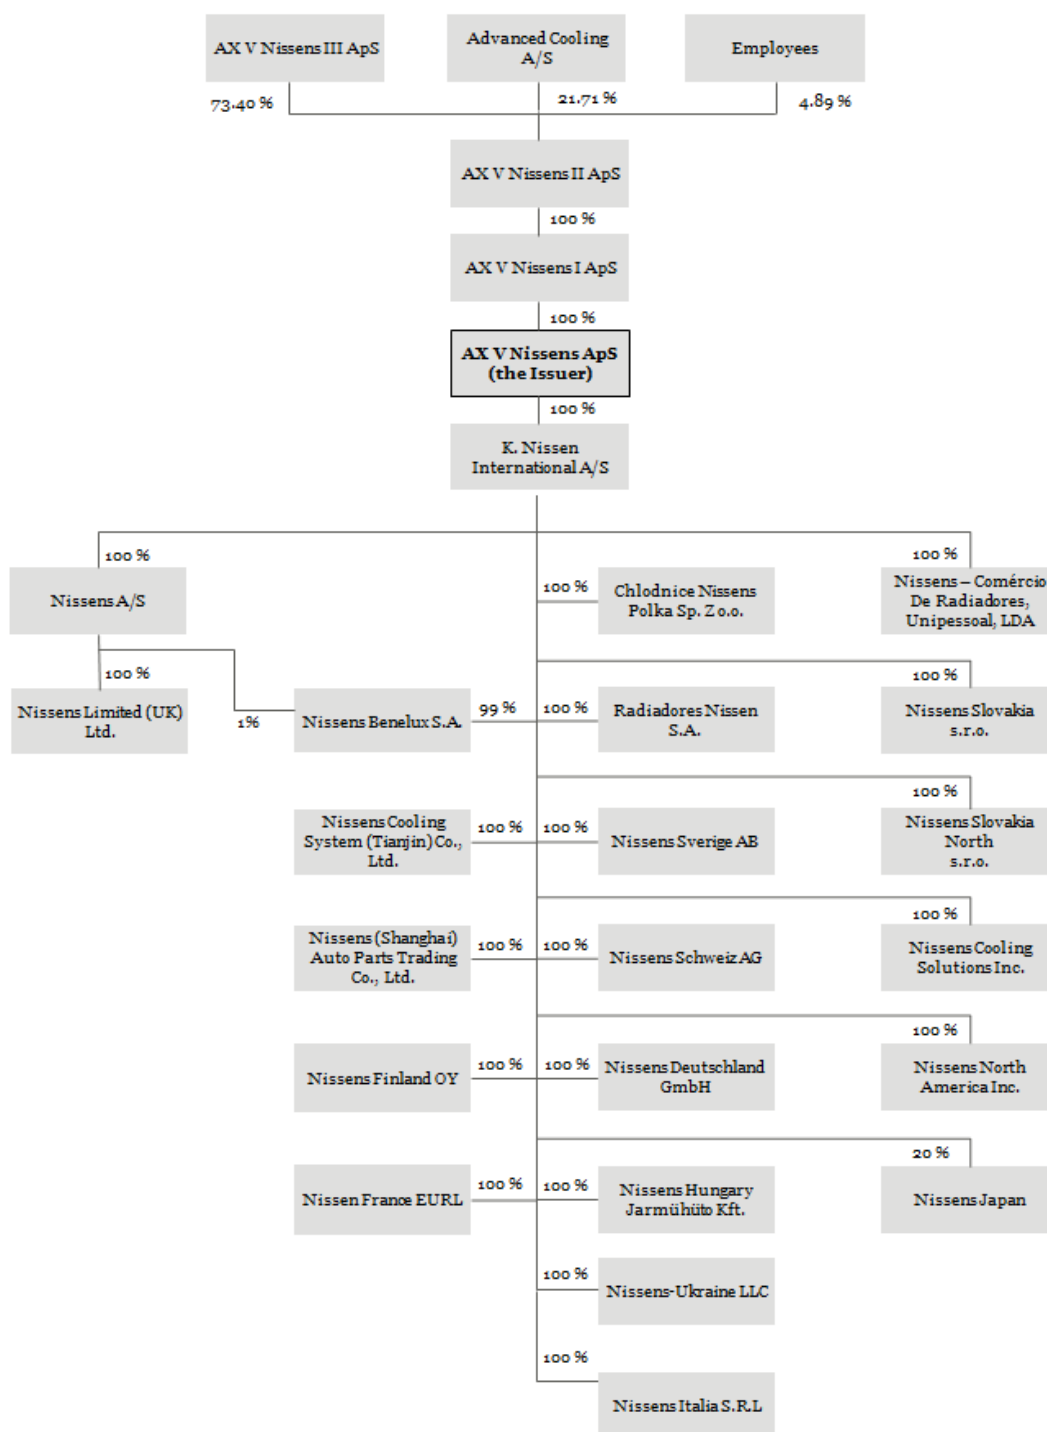 AX V Nissens III ApS
Advanced Cooling
A/S
Employees
73.40 %
21.71 %
4.89 %
AX V Nissens II ApS
100 %
AX V Nissens I ApS
100 %
AX V Nissens ApS
(the Issuer)
100 %
K. Nissen
International A/S
100 %
Nissens A/S
100 %
Chlodnice Nissens
Polka Sp. Z o.o.
100 %
Nissens – Comércio
De Radiadores,
Unipessoal, LDA
100 %
Nissens Limited (UK)
Ltd.
1%
Nissens Benelux S.A.
99 %
100 %
Radiadores Nissen
S.A.
100 %
Nissens Slovakia
s.r.o.
Nissens Cooling
System (Tianjin) Co.,
Ltd.
100 %
100 %
Nissens Sverige AB
100 %
Nissens Slovakia
North
s.r.o.
Nissens (Shanghai)
Auto Parts Trading
Co., Ltd.
100 %
100 %
Nissens Schweiz AG
100 %
Nissens Cooling
Solutions Inc.
Nissens Finland OY
100 %
100 %
Nissens Deutschland
GmbH
100 %
Nissens North
America Inc.
Nissen France EURL
100 %
100 %
Nissens Hungary
Jarmühüto Kft.
20 %
Nissens Japan
100 %
Nissens-Ukraine LLC
100 %
Nissens Italia S.R.L